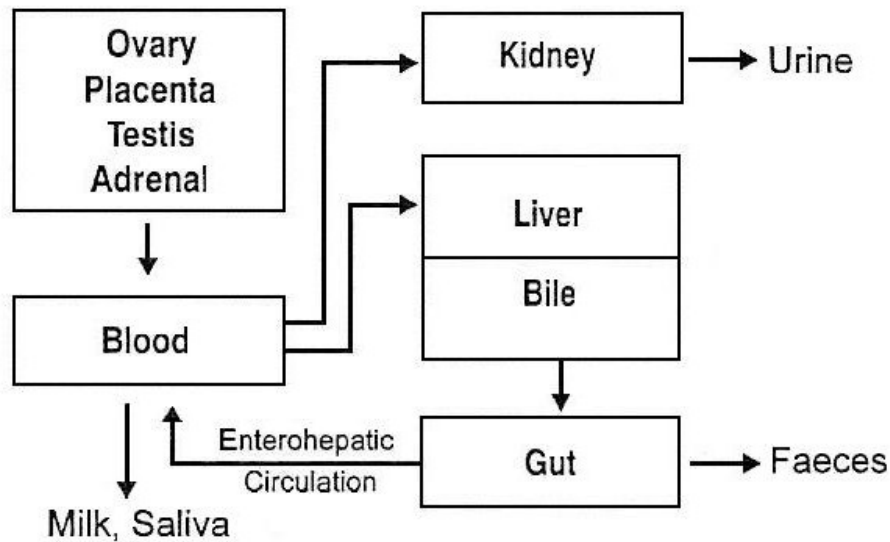 Ovary
Placenta
Testis
Adrenal
Kidney
Urine
Liver
Bile
Blood
Enterohepatic
Circulation
Gut
Faeces
Milk, Saliva